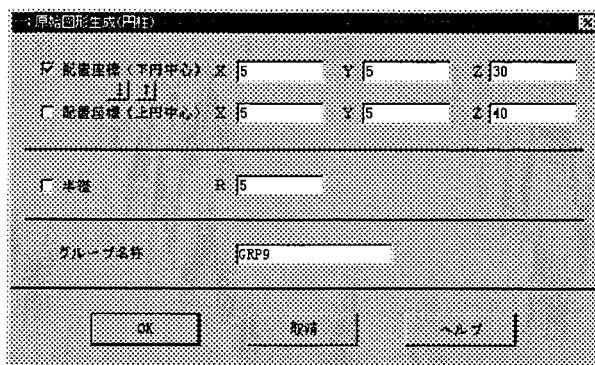 原始図形生成(円柱)
配置座標(下円中心) X 5 Y 5 Z 30
配置座標(上円中心) X 5 Y 5 Z 40
半径 R 5
グループ名称 GRP9
OK 取消 ヘルプ